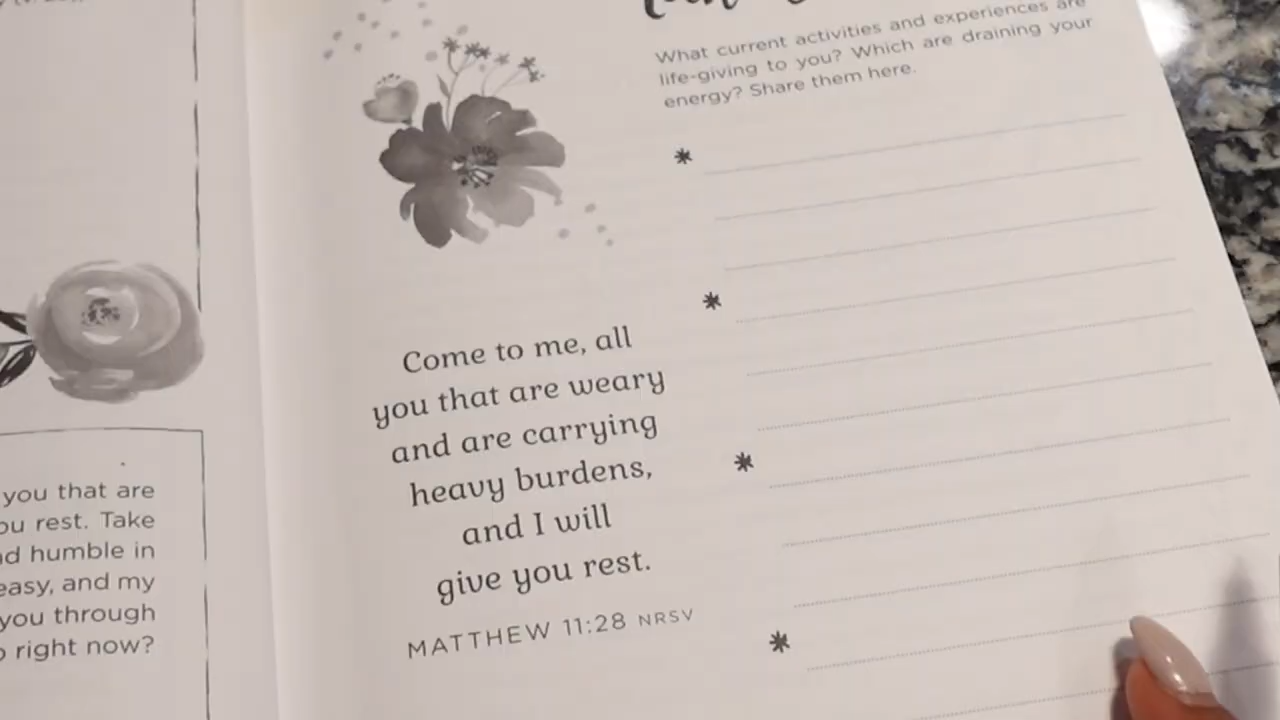 you that are
rest. Take
humble in
easy, and my
you through
right now?
Come to me, all
you that are weary
and are carrying
heavy burdens,
and I will
give you rest.
MATTHEW 11:28 NRSV
What current activities and experiences are
life-giving to you? Which are draining your
energy? Share them here.